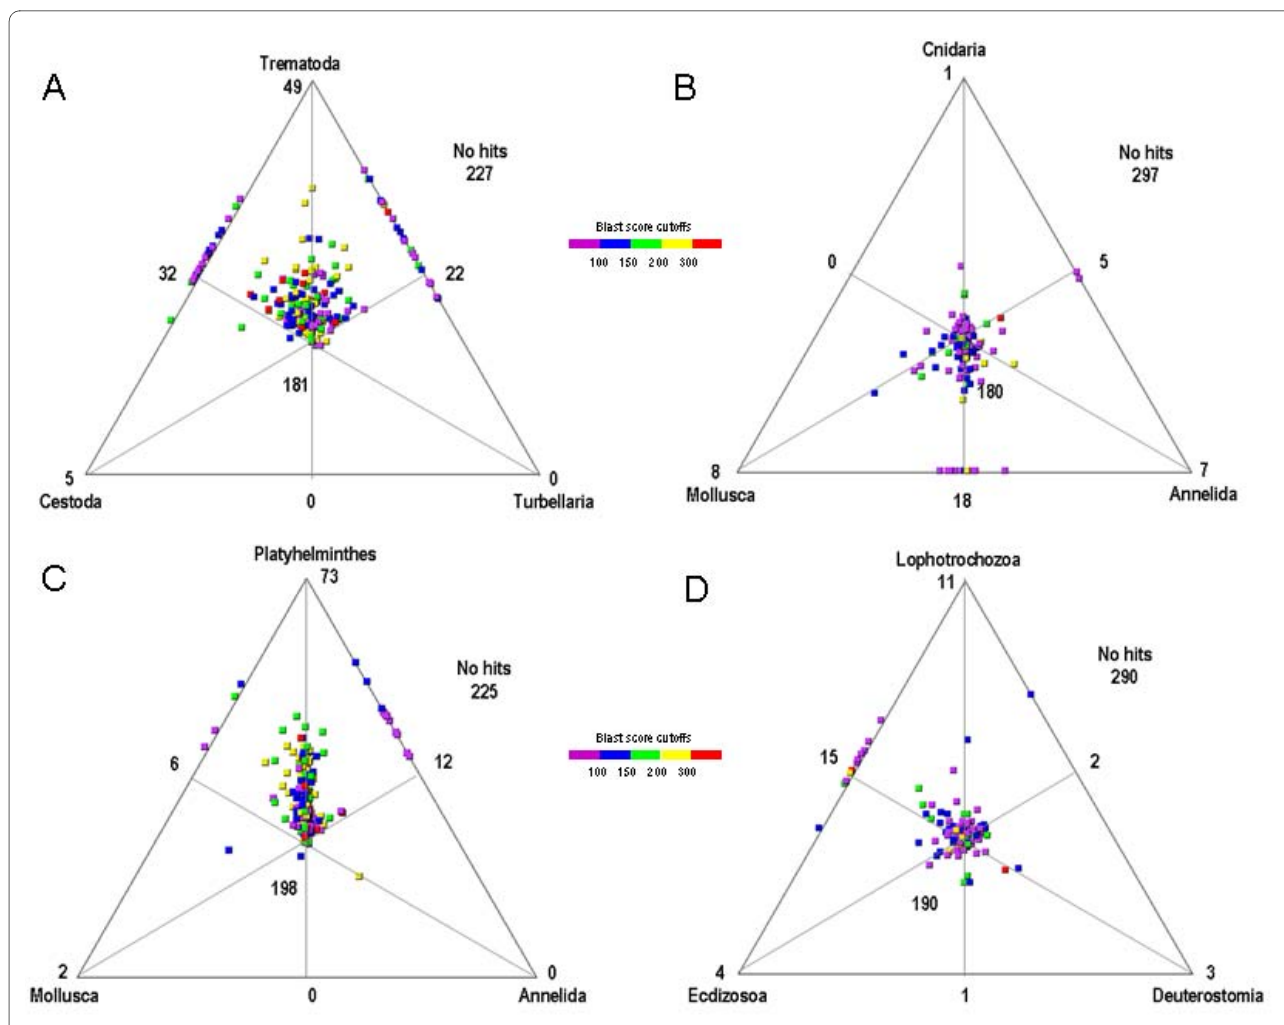 A
Trematoda
49
No hits
227
32
22
181
5
0
Cestoda
0
Turbellaria
B
Cnidaria
1
No hits
297
0
5
180
8
7
Mollusca
18
Annelida
Blast score cutoffs
100 150 200 300
C
Platyhelminthes
73
No hits
225
6
12
198
2
0
Mollusca
0
Annelida
D
Lophotrochozoa
11
No hits
290
15
2
190
4
3
Ecdizosoa
1
Deuterostomia
Blast score cutoffs
100 150 200 300